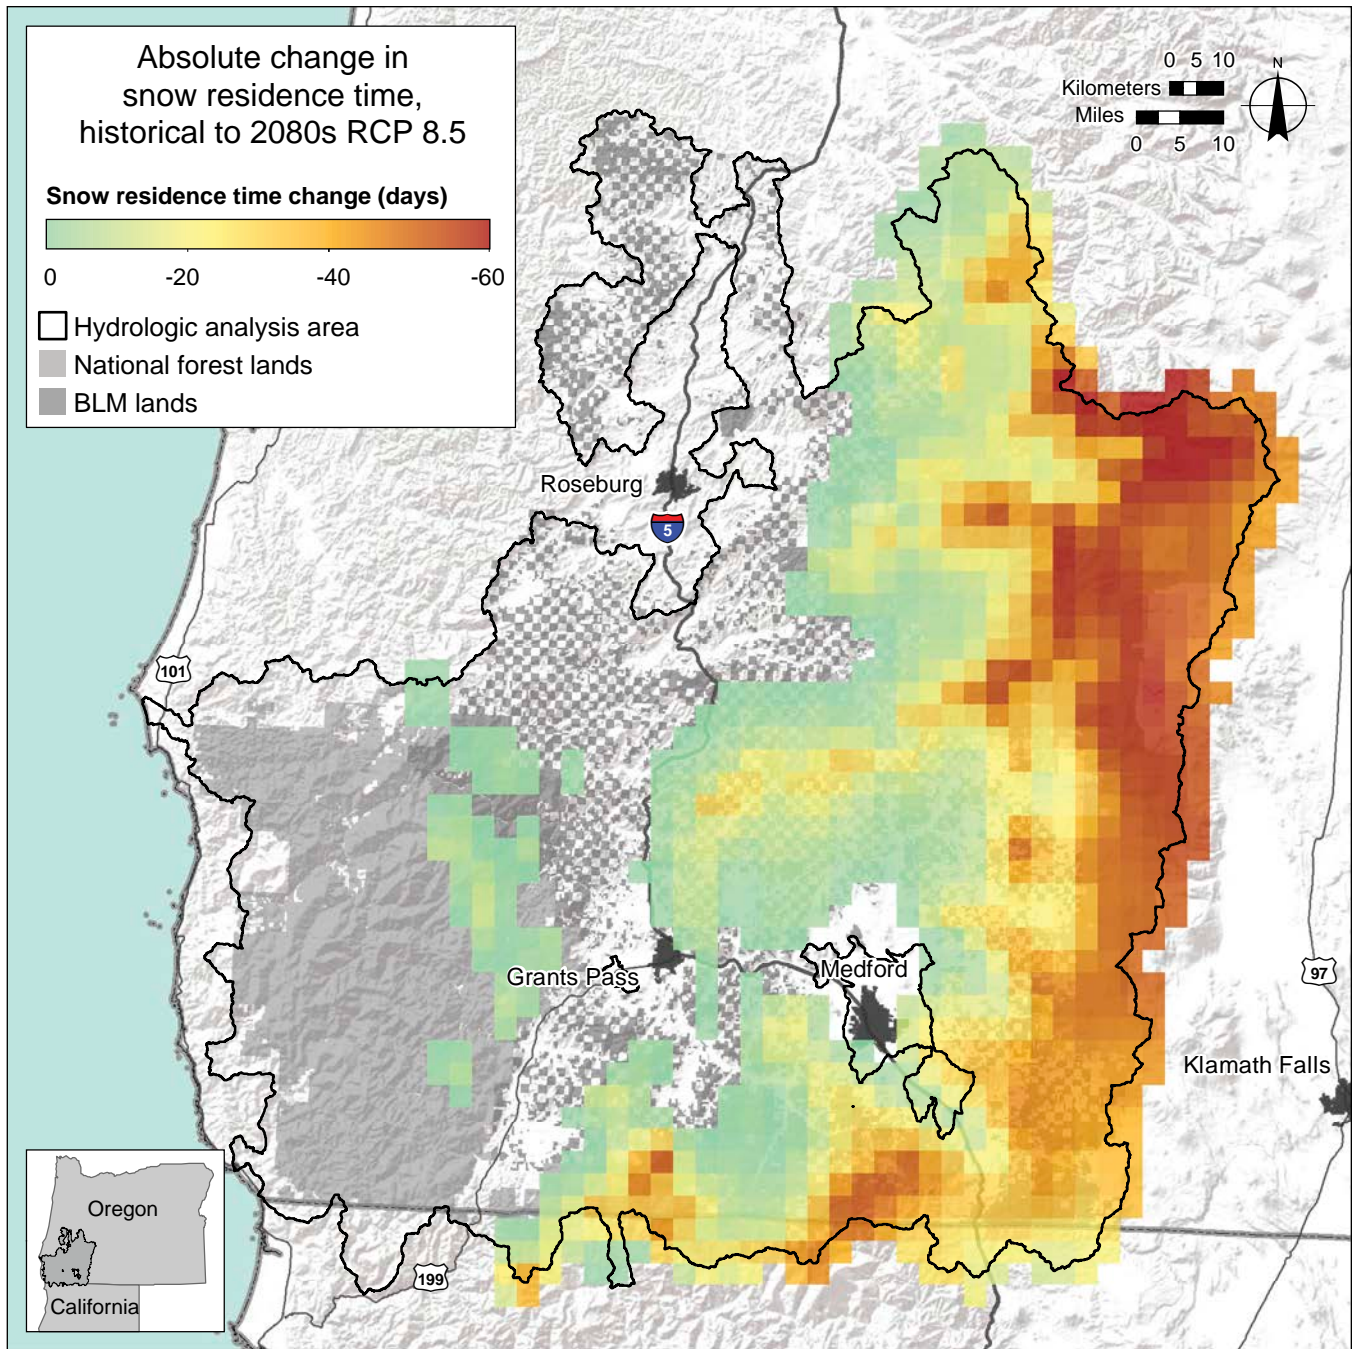 Absolute change in
snow residence time,
historical to 2080s RCP 8.5
Snow residence time change (days)
0 -20 -40 -60
Hydrologic analysis area
National forest lands
BLM lands
0 5 10
Kilometers
Miles
0 5 10
N
Roseburg
5
101
Grants Pass
Medford
97
Klamath Falls
199
Oregon
California